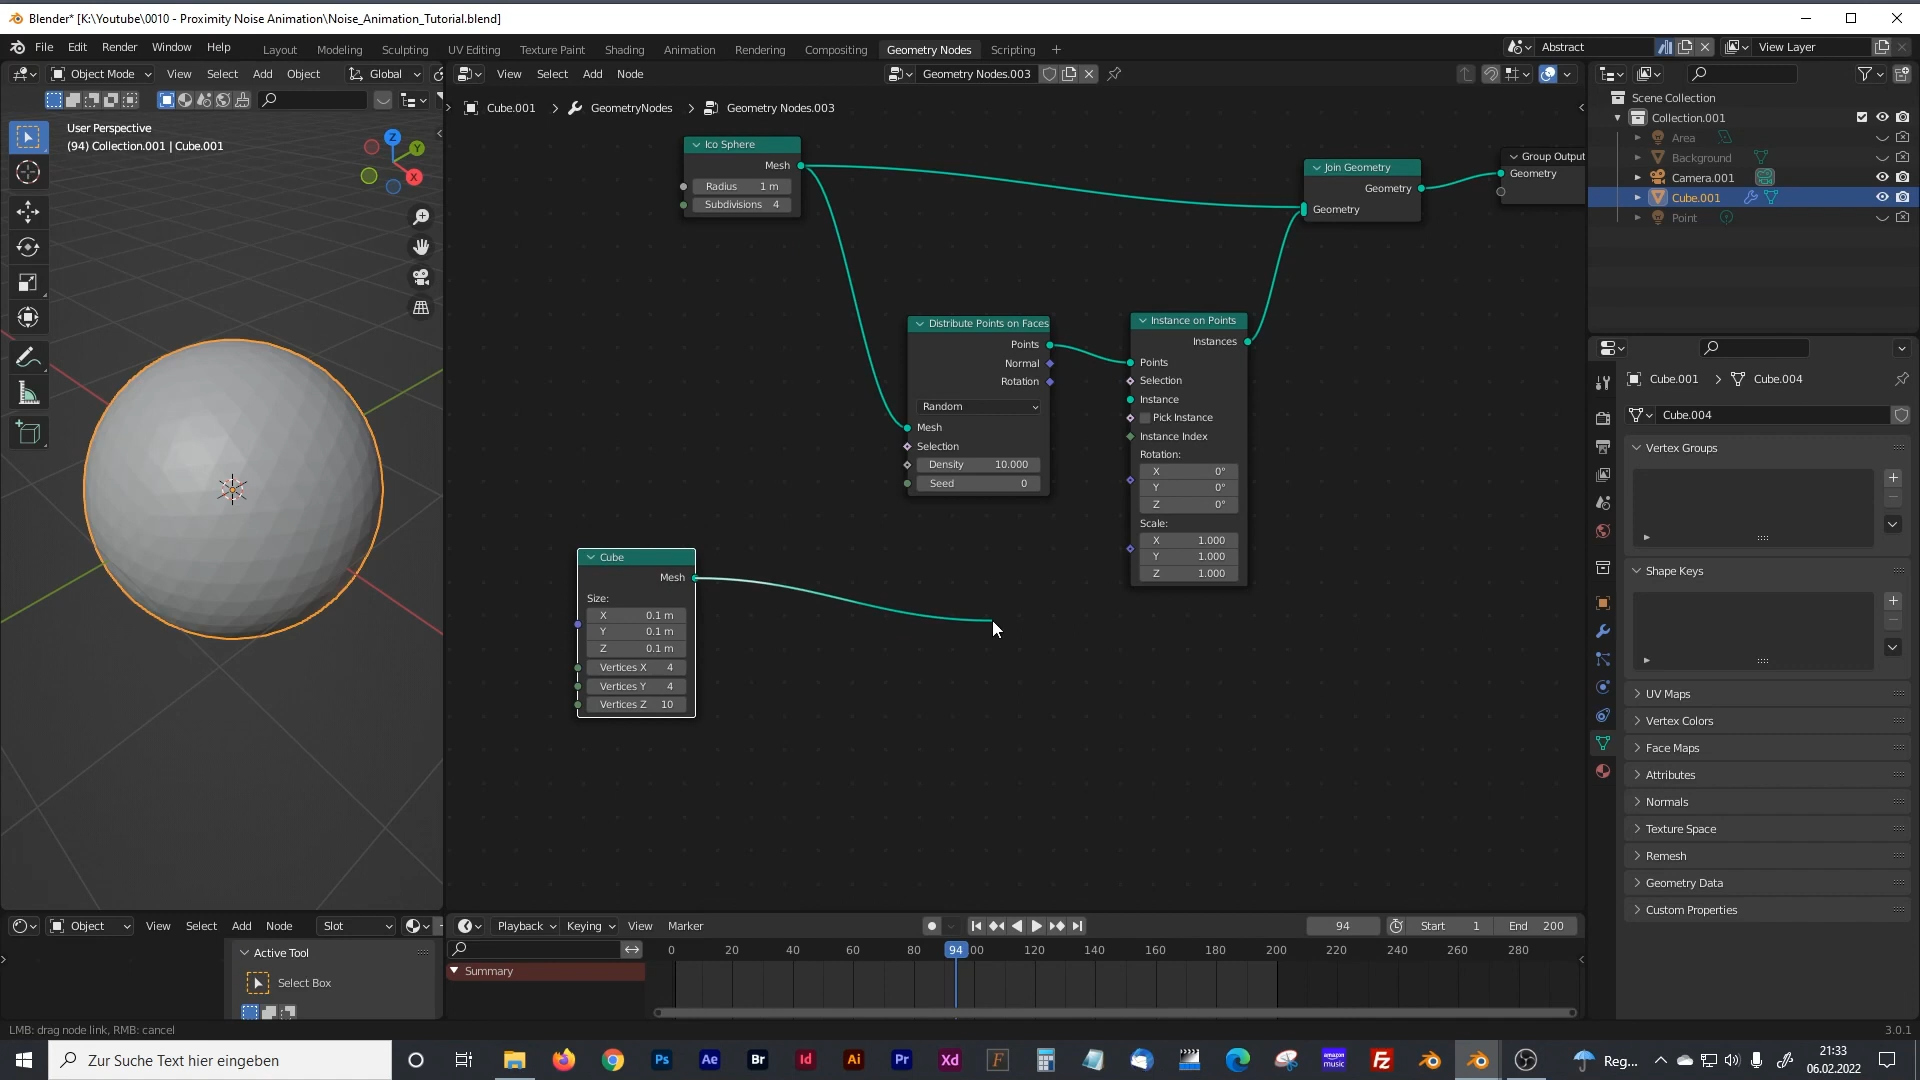 Blender* [K:\Youtube\0010 - Proximity Noise Animation\Noise_Animation_Tutorial.blend]
File Edit Render Window Help Layout Modeling Sculpting UV Editing Texture Paint Shading Animation Rendering Compositing Geometry Nodes Scripting + Abstract View Layer
Object Mode View Select Add Object Global View Select Add Node Geometry Nodes.003
User Perspective
(94) Collection.001 | Cube.001
Z
Y
X
Cube.001 > GeometryNodes > Geometry Nodes.003
Ico Sphere
Mesh
Radius 1 m
Subdivisions 4
Join Geometry
Geometry
Geometry
Group Output
Geometry
Distribute Points on Faces
Points
Normal
Rotation
Random
Mesh
Selection
Density 10.000
Seed 0
Instance on Points
Instances
Points
Selection
Instance
Pick Instance
Instance Index
Rotation:
X 0°
Y 0°
Z 0°
Scale:
X 1.000
Y 1.000
Z 1.000
Cube
Mesh
Size:
X 0.1 m
Y 0.1 m
Z 0.1 m
Vertices X 4
Vertices Y 4
Vertices Z 10
Scene Collection
Collection.001
Area
Background
Camera.001
Cube.001
Point
Cube.001 > Cube.004
Cube.004
Vertex Groups
Shape Keys
UV Maps
Vertex Colors
Face Maps
Attributes
Normals
Texture Space
Remesh
Geometry Data
Custom Properties
Object View Select Add Node Slot
Active Tool
Select Box
Playback Keying View Marker 94 Start 1 End 200
0 20 40 60 80 94 00 120 140 160 180 200 220 240 260 280
Summary
LMB: drag node link, RMB: cancel
3.0.1
Zur Suche Text hier eingeben
Ps Ae Br Id Ai Pr Xd F amazon music Fz
Reg...
21:33
06.02.2022